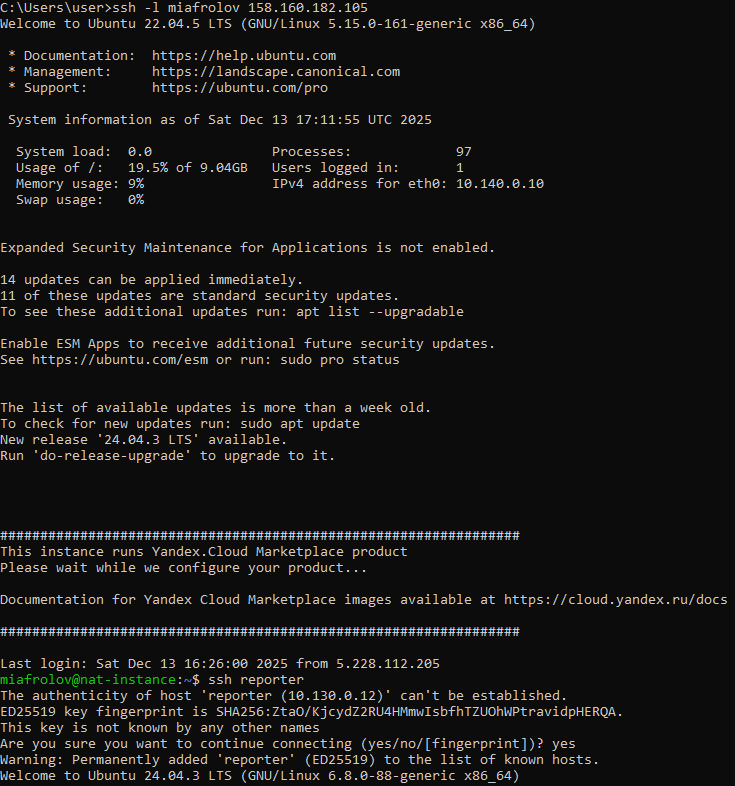 C:\Users\user>ssh -l miafrolov 158.160.182.105
Welcome to Ubuntu 22.04.5 LTS (GNU/Linux 5.15.0-161-generic x86_64)
* Documentation:  https://help.ubuntu.com
* Management:     https://landscape.canonical.com
* Support:        https://ubuntu.com/pro
System information as of Sat Dec 13 17:11:55 UTC 2025
System load:  0.0                Processes:             97
Usage of /:   19.5% of 9.04GB   Users logged in:       1
Memory usage: 9%                IPv4 address for eth0: 10.140.0.10
Swap usage:   0%
Expanded Security Maintenance for Applications is not enabled.
14 updates can be applied immediately.
11 of these updates are standard security updates.
To see these additional updates run: apt list --upgradable
Enable ESM Apps to receive additional future security updates.
See https://ubuntu.com/esm or run: sudo pro status
The list of available updates is more than a week old.
To check for new updates run: sudo apt update
New release '24.04.3 LTS' available.
Run 'do-release-upgrade' to upgrade to it.
#################################################################
This instance runs Yandex.Cloud Marketplace product
Please wait while we configure your product...
Documentation for Yandex Cloud Marketplace images available at https://cloud.yandex.ru/docs
#################################################################
Last login: Sat Dec 13 16:26:00 2025 from 5.228.112.205
miafrolov@nat-instance:~$ ssh reporter
The authenticity of host 'reporter (10.130.0.12)' can't be established.
ED25519 key fingerprint is SHA256:ZtaO/KjcydZ2RU4HMmwIsbfhTZUOhWPtravidpHERQA.
This key is not known by any other names
Are you sure you want to continue connecting (yes/no/[fingerprint])? yes
Warning: Permanently added 'reporter' (ED25519) to the list of known hosts.
Welcome to Ubuntu 24.04.3 LTS (GNU/Linux 6.8.0-88-generic x86_64)